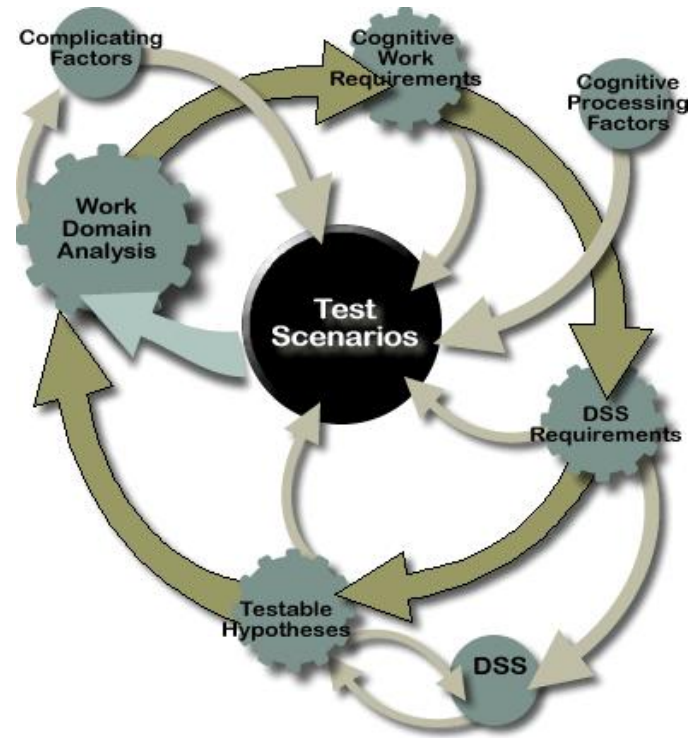 Complicating
Factors
Cognitive
Work
Requirements
Cognitive
Processing
Factors
Work
Domain
Analysis
Test
Scenarios
DSS
Requirements
Testable
Hypotheses
DSS